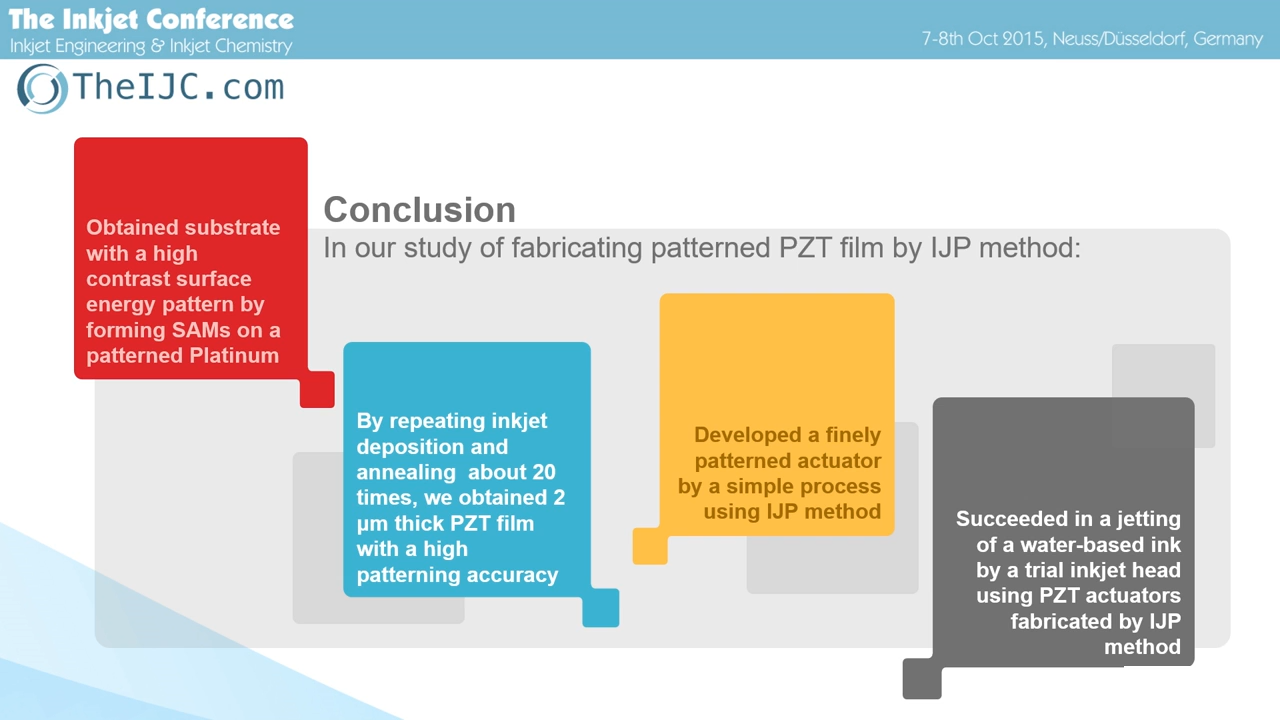 The Inkjet Conference
Inkjet Engineering & Inkjet Chemistry
7-8th Oct 2015, Neuss/Düsseldorf, Germany
TheIJC.com
Conclusion
In our study of fabricating patterned PZT film by IJP method:
Obtained substrate
with a high
contrast surface
energy pattern by
forming SAMs on a
patterned Platinum
By repeating inkjet
deposition and
annealing  about 20
times, we obtained 2
μm thick PZT film
with a high
patterning accuracy
Developed a finely
patterned actuator
by a simple process
using IJP method
Succeeded in a jetting
of a water-based ink
by a trial inkjet head
using PZT actuators
fabricated by IJP
method